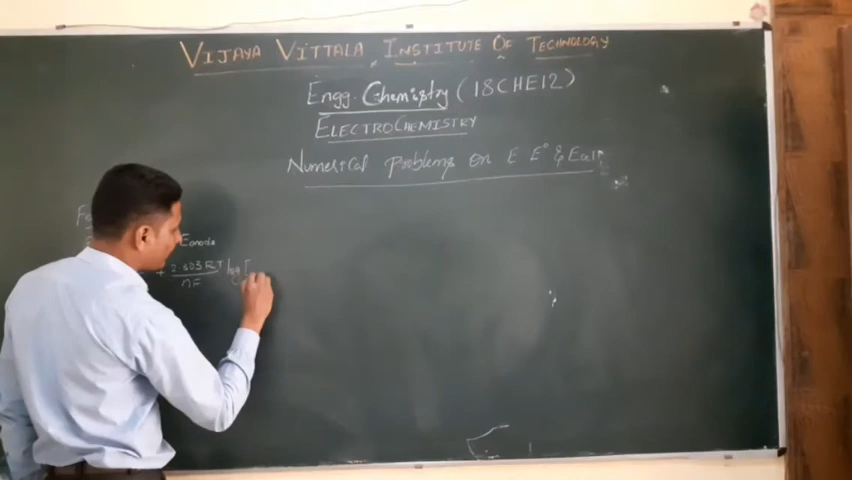 VIJAYA VITTALA INSTITUTE OF TECHNOLOGY
Engg. Chemistry (18CHE12)
ELECTROCHEMISTRY
Numerical Problems on E E° & Ecell
Eanode
+ 2.303 RT log [
nF